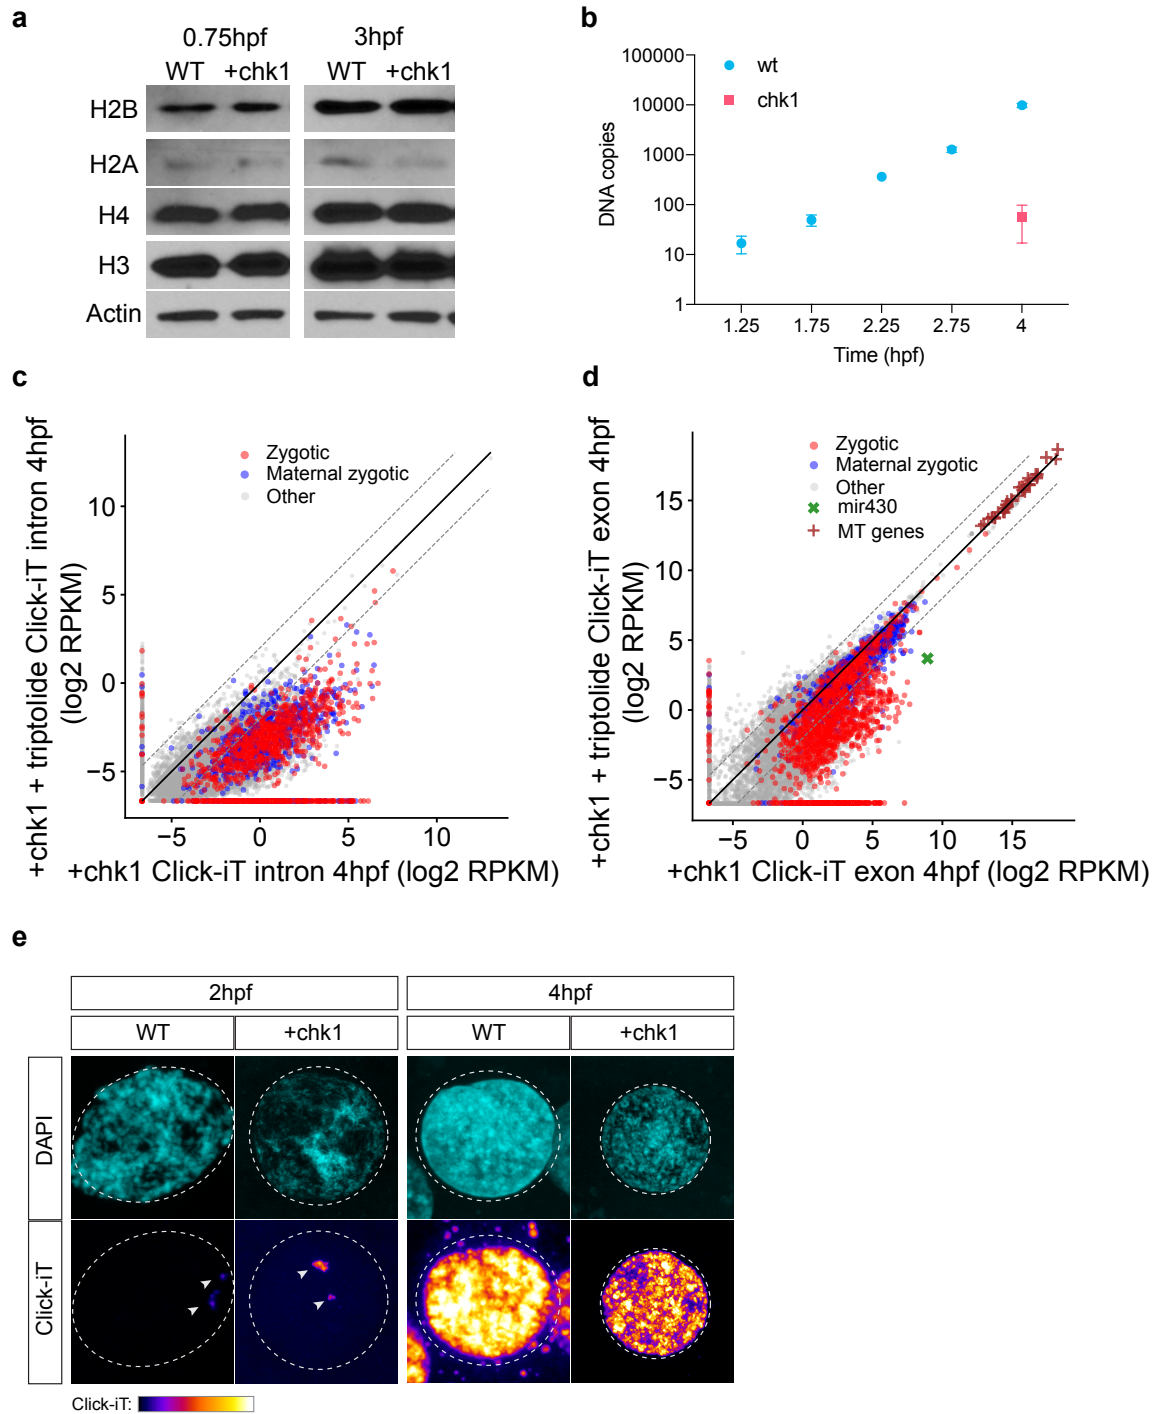 a
0.75hpf 3hpf
WT +chk1 WT +chk1
H2B
H2A
H4
H3
Actin
b
100000
10000
1000
100
10
1
DNA copies
wt
chk1
1.25 1.75 2.25 2.75 4
Time (hpf)
c
+chk1 + triptolide Click-iT intron 4hpf
(log2 RPKM)
Zygotic
Maternal zygotic
Other
10
5
0
−5
−5 0 5 10
+chk1 Click-iT intron 4hpf (log2 RPKM)
d
+chk1 + triptolide Click-iT exon 4hpf
(log2 RPKM)
Zygotic
Maternal zygotic
Other
mir430
MT genes
15
10
5
0
−5
−5 0 5 10 15
+chk1 Click-iT exon 4hpf (log2 RPKM)
e
2hpf 4hpf
WT +chk1 WT +chk1
DAPI
Click-iT
Click-iT: